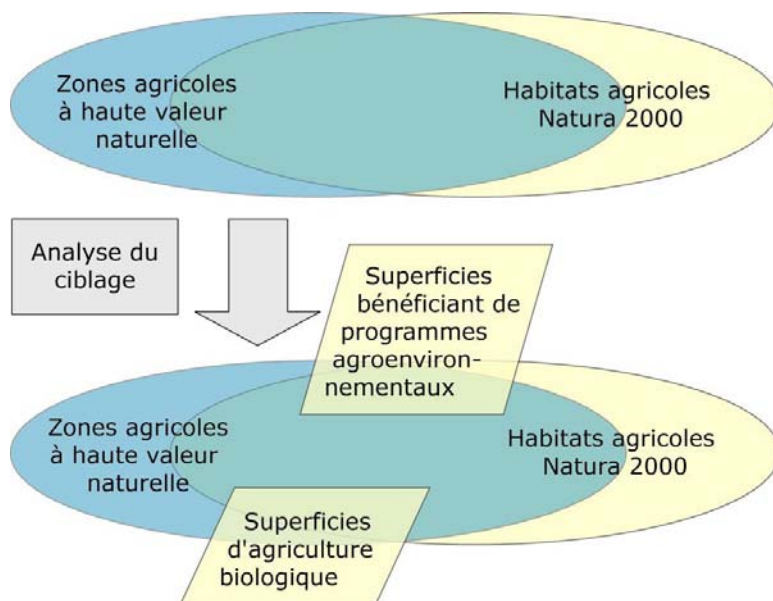 Zones agricoles
à haute valeur
naturelle
Habitats agricoles
Natura 2000
Analyse du
ciblage
Superficies
bénéficiant de
programmes
agroenviron-
nementaux
Zones agricoles
à haute valeur
naturelle
Habitats agricoles
Natura 2000
Superficies
d'agriculture
biologique